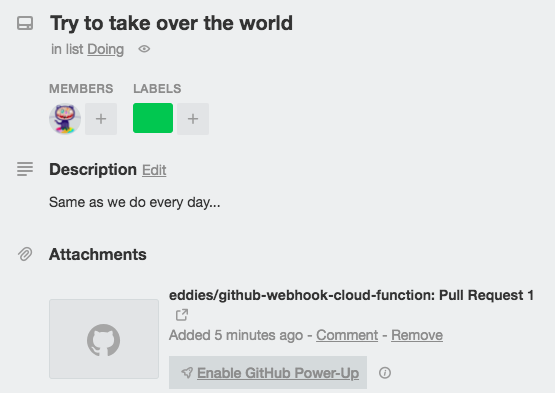 Try to take over the world
in list Doing
MEMBERS LABELS
+ +
Description Edit
Same as we do every day...
Attachments
eddies/github-webhook-cloud-function: Pull Request 1
Added 5 minutes ago - Comment - Remove
Enable GitHub Power-Up